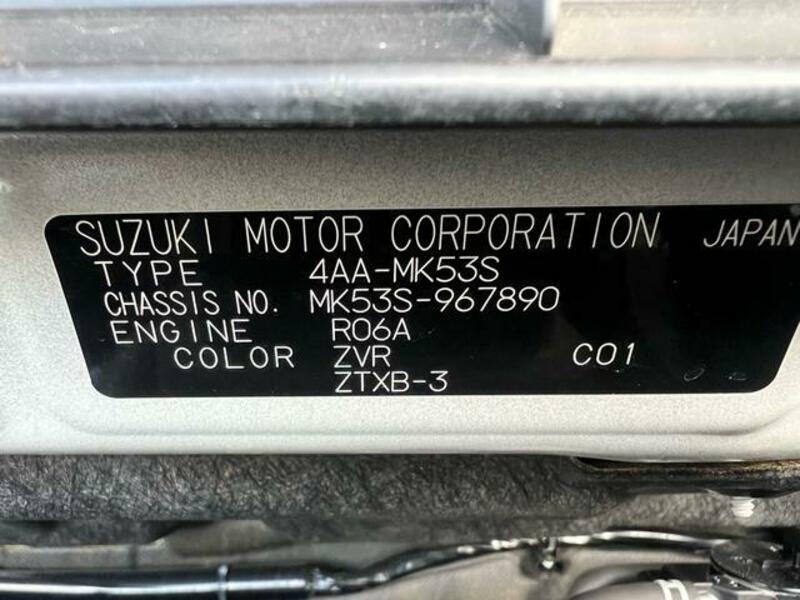 SUZUKI MOTOR CORPORATION JAPAN
TYPE 4AA-MK53S
CHASSIS NO. MK53S-967890
ENGINE R06A
COLOR ZVR C01
ZTXB-3